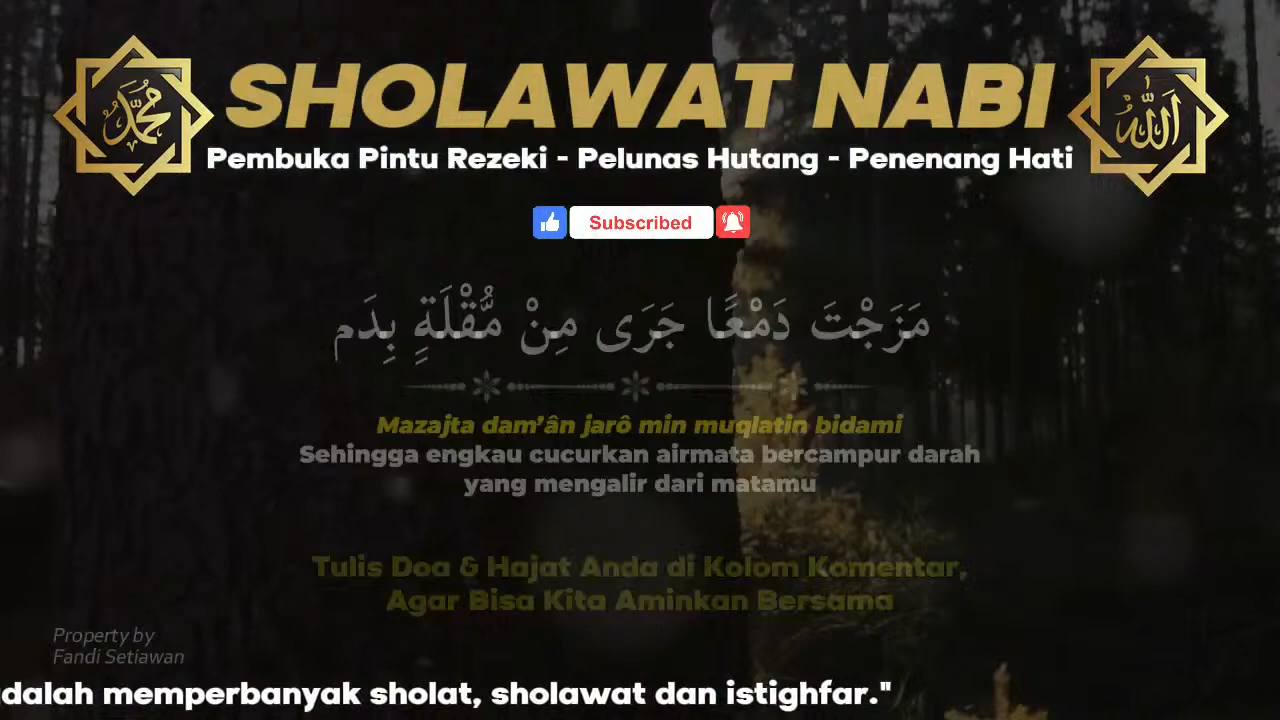 محمد
SHOLAWAT NABI
الله
Pembuka Pintu Rezeki - Pelunas Hutang - Penenang Hati
Subscribed
مَزَجْتَ دَمْعًا جَرَى مِنْ مُّقْلَةٍ بِدَم
Mazajta dam’ân jarô min muqlatin bidami
Sehingga engkau cucurkan airmata bercampur darah
yang mengalir dari matamu
Tulis Doa & Hajat Anda di Kolom Komentar,
Agar Bisa Kita Aminkan Bersama
Property by
Fandi Setiawan
dalah memperbanyak sholat, sholawat dan istighfar."